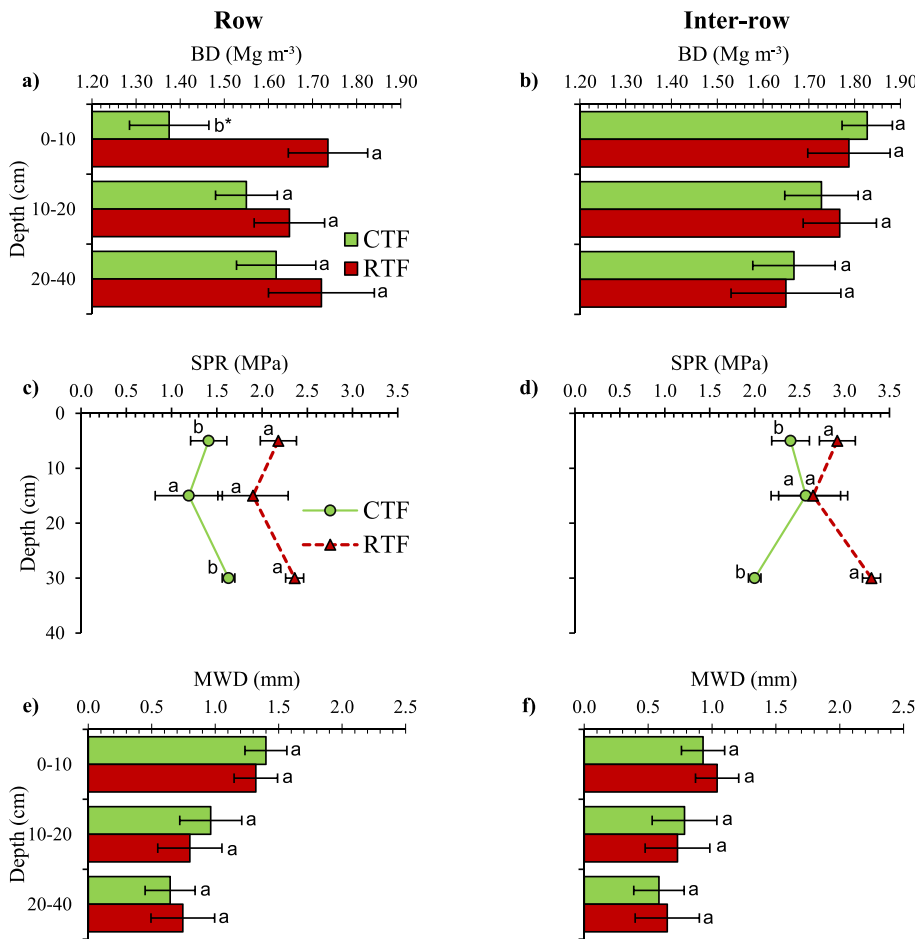 Row
Inter-row
BD (Mg m⁻³)
BD (Mg m⁻³)
a)
b)
1.20 1.30 1.40 1.50 1.60 1.70 1.80 1.90
1.20 1.30 1.40 1.50 1.60 1.70 1.80 1.90
0-10
b*
a
a
a
Depth (cm)
10-20
a
a
a
a
CTF
RTF
20-40
a
a
a
a
SPR (MPa)
SPR (MPa)
c)
d)
0.0 0.5 1.0 1.5 2.0 2.5 3.0 3.5
0.0 0.5 1.0 1.5 2.0 2.5 3.0 3.5
0
10
20
30
40
Depth (cm)
b
a
a
a
b
a
CTF
RTF
b
a
a
a
b
a
MWD (mm)
MWD (mm)
e)
f)
0.0 0.5 1.0 1.5 2.0 2.5
0.0 0.5 1.0 1.5 2.0 2.5
0-10
a
a
a
a
Depth (cm)
10-20
a
a
a
a
20-40
a
a
a
a